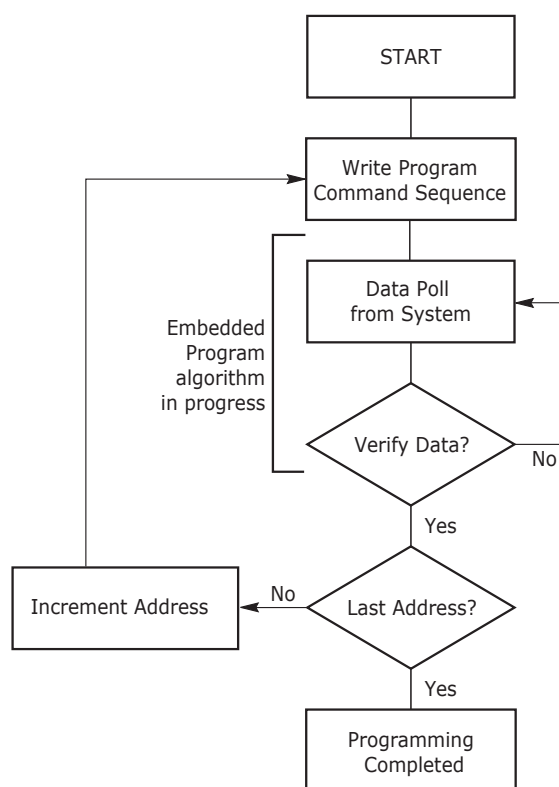 START
Write Program
Command Sequence
Data Poll
from System
Embedded
Program
algorithm
in progress
Verify Data?
No
Yes
Increment Address
No
Last Address?
Yes
Programming
Completed